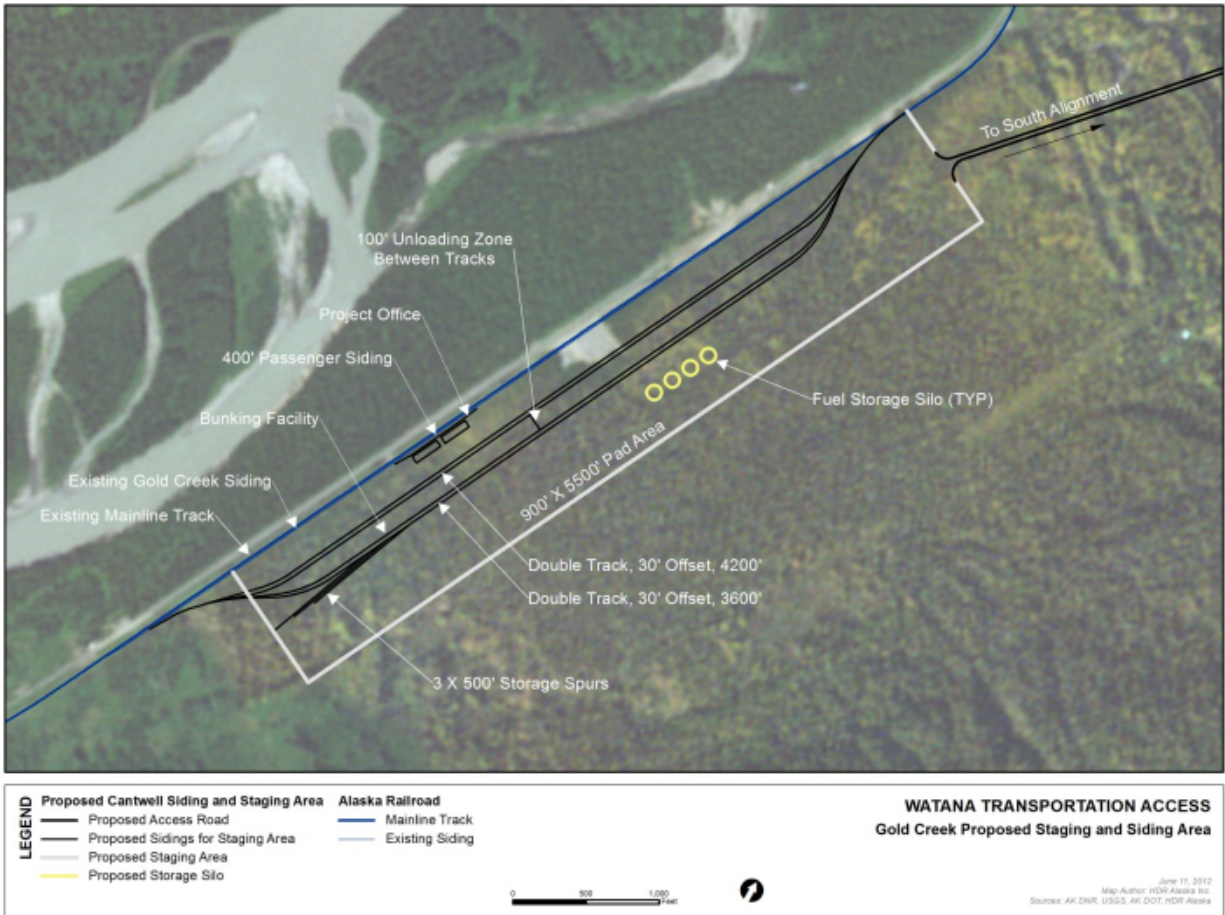 To South Alignment
100' Unloading Zone
Between Tracks
Project Office
400' Passenger Siding
Bunking Facility
Existing Gold Creek Siding
Existing Mainline Track
Fuel Storage Silo (TYP)
900' X 5500' Pad Area
Double Track, 30' Offset, 4200'
Double Track, 30' Offset, 3600'
3 X 500' Storage Spurs
LEGEND
Proposed Cantwell Siding and Staging Area
Proposed Access Road
Proposed Sidings for Staging Area
Proposed Staging Area
Proposed Storage Silo
Alaska Railroad
Mainline Track
Existing Siding
0 500 1,000
Feet
WATANA TRANSPORTATION ACCESS
Gold Creek Proposed Staging and Siding Area
June 11, 2012
Map Author: HDR Alaska Inc.
Sources: AK DNR, USGS, AK DOT, HDR Alaska